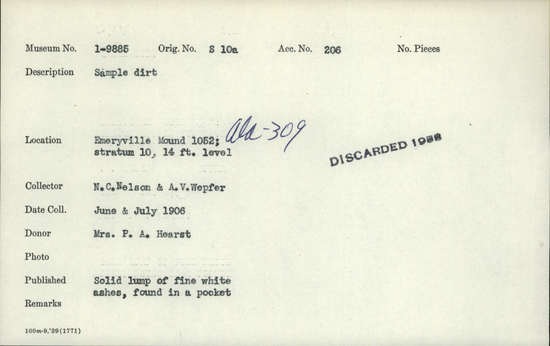 Museum No. 1-9885 Orig. No. S 10a Acc. No. 206 No. Pieces
Description Sample dirt
Location Emeryville Mound 1052; Ala-309
stratum 10, 14 ft. level
DISCARDED
Collector N.C.Nelson & A.V.Wepfer
Date Coll. June & July 1906
Donor Mrs. P. A. Hearst
Photo
Published Solid lump of fine white
ashes, found in a pocket
Remarks
100m-9,'39(1771)